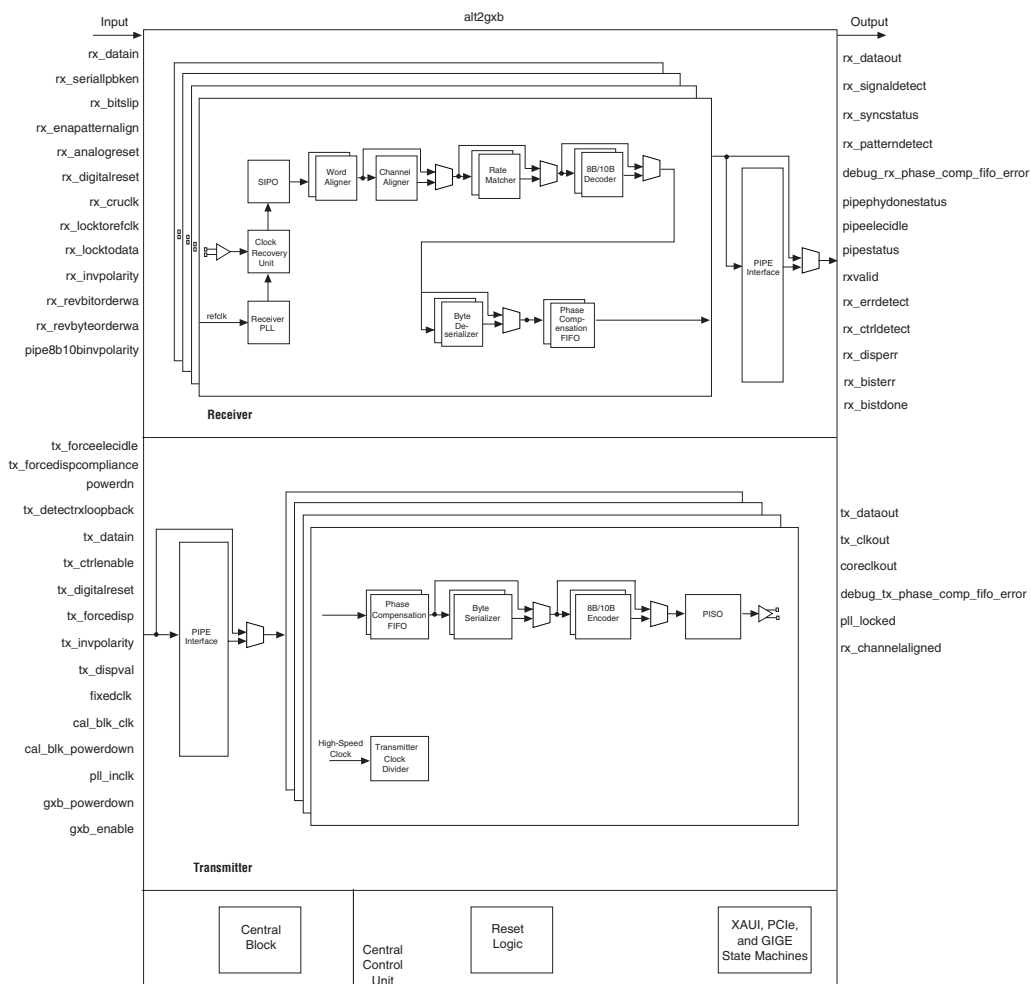 alt2gxb
Input
Output
rx_datain
rx_seriallpbken
rx_bitslip
rx_enapatternalign
rx_analogreset
rx_digitalreset
rx_cruclk
rx_locktorefclk
rx_locktodata
rx_invpolarity
rx_revbitorderwa
rx_revbyteorderwa
pipe8b10binvpolarity
SIPO
Word
Aligner
Channel
Aligner
Rate
Matcher
8B/10B
Decoder
Clock
Recovery
Unit
refclk
Receiver
PLL
Byte
De-
serializer
Phase
Comp-
ensation
FIFO
PIPE
Interface
Receiver
rx_dataout
rx_signaldetect
rx_syncstatus
rx_patterndetect
debug_rx_phase_comp_fifo_error
pipephydonestatus
pipeelecidle
pipestatus
rxvalid
rx_errdetect
rx_ctrldetect
rx_disperr
rx_bisterr
rx_bistdone
tx_forceelecidle
tx_forcedispcompliance
powerdn
tx_detectrxloopback
tx_datain
tx_ctrlenable
tx_digitalreset
tx_forcedisp
tx_invpolarity
tx_dispval
fixedclk
cal_blk_clk
cal_blk_powerdown
pll_inclk
gxb_powerdown
gxb_enable
PIPE
Interface
Phase
Compensation
FIFO
Byte
Serializer
8B/10B
Encoder
PISO
High-Speed
Clock
Transmitter
Clock
Divider
Transmitter
tx_dataout
tx_clkout
coreclkout
debug_tx_phase_comp_fifo_error
pll_locked
rx_channelaligned
Central
Block
Central
Control
Unit
Reset
Logic
XAUI, PCIe,
and GIGE
State Machines